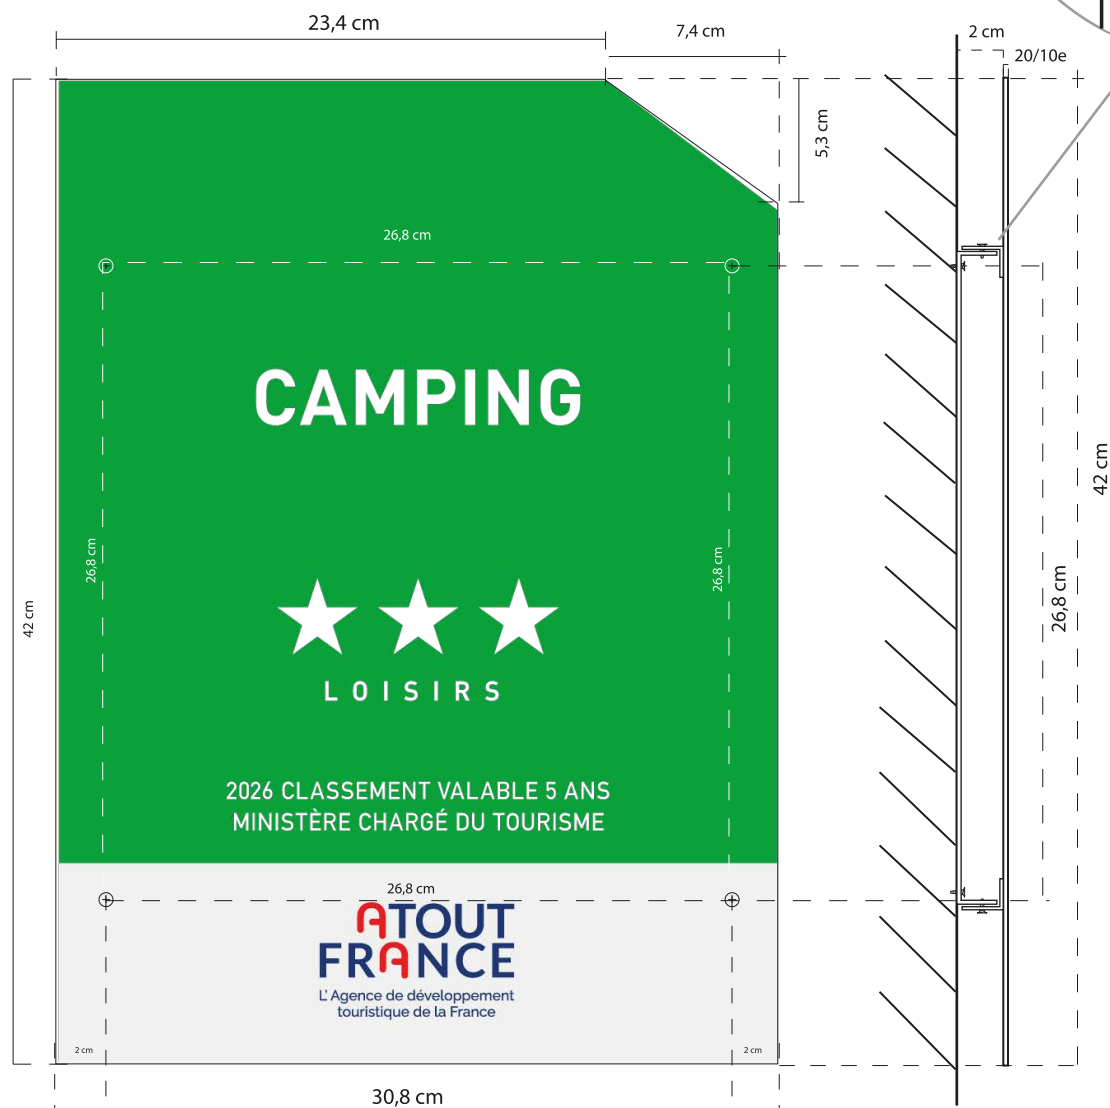 23,4 cm
7,4 cm
2 cm
20/10e
5,3 cm
26,8 cm
CAMPING
26,8 cm
26,8 cm
42 cm
42 cm
26,8 cm
LOISIRS
2026 CLASSEMENT VALABLE 5 ANS
MINISTÈRE CHARGÉ DU TOURISME
26,8 cm
ATOUT
FRANCE
L'Agence de développement
touristique de la France
2 cm
2 cm
30,8 cm